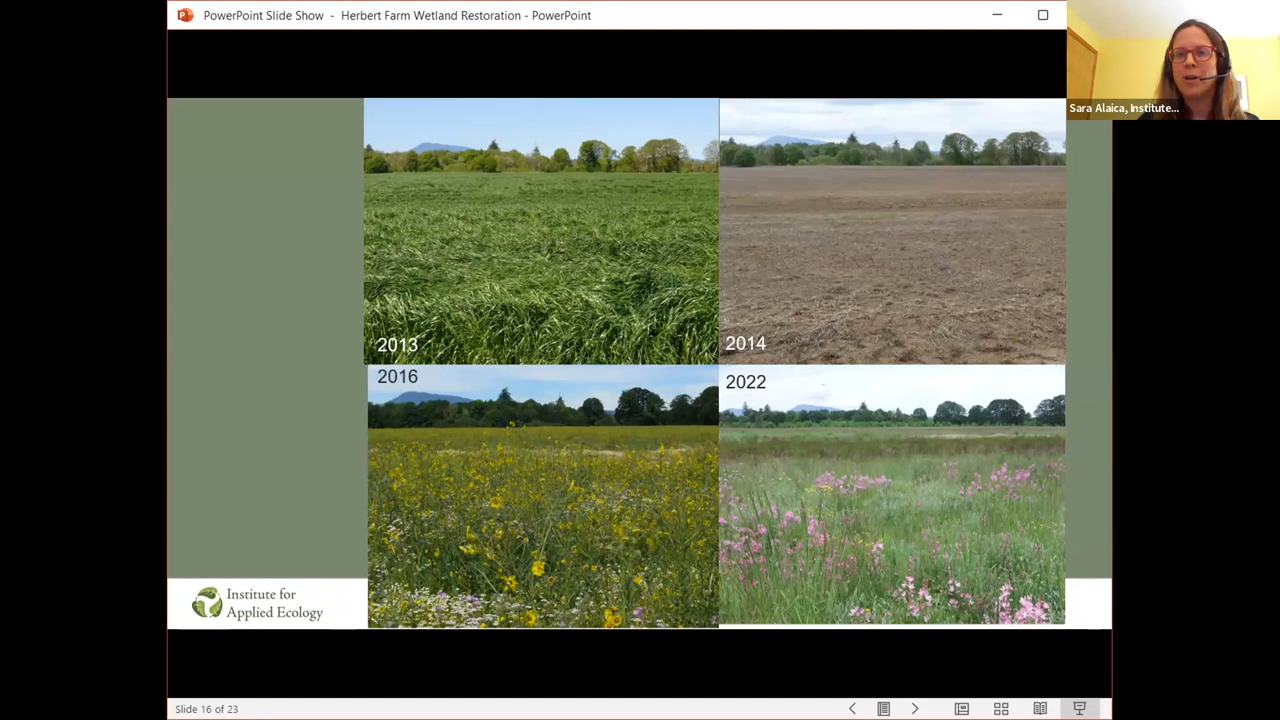 PowerPoint Slide Show - Herbert Farm Wetland Restoration - PowerPoint
Sara Alaica, Institute...
2013
2014
2016
2022
Institute for
Applied Ecology
Slide 16 of 23